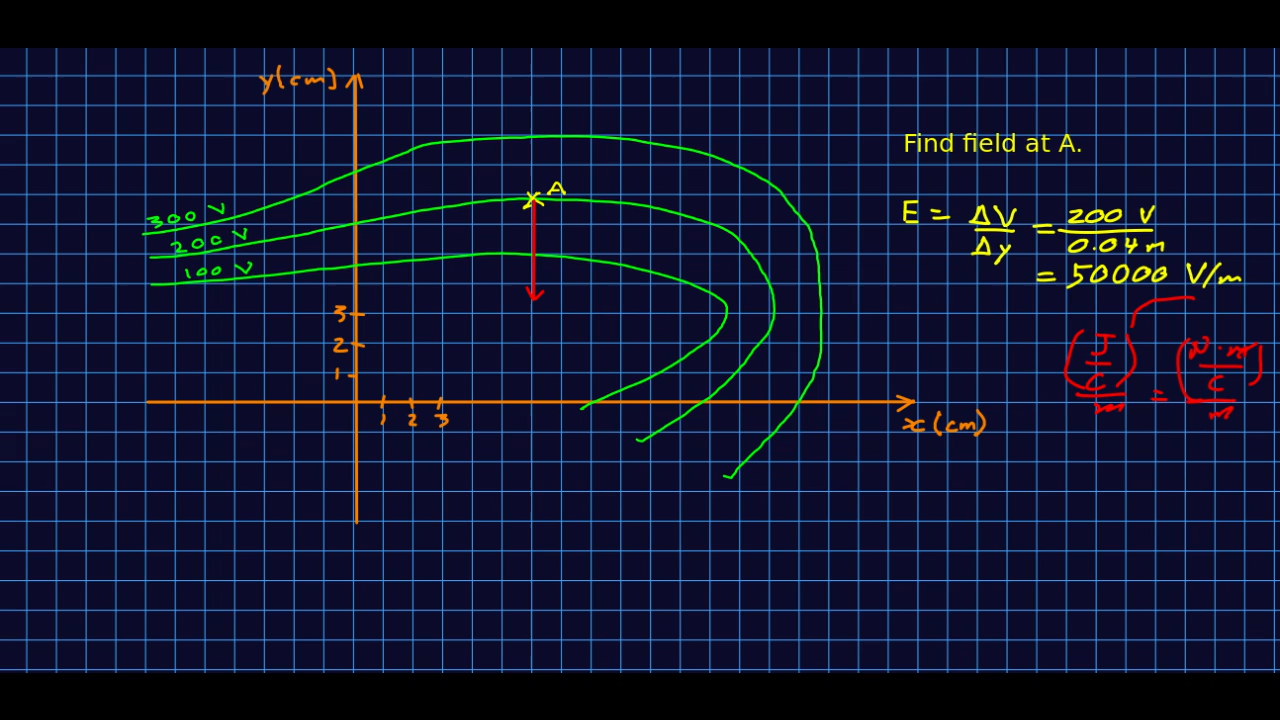 y(cm)
Find field at A.
A
300 V
200 V
100 V
E = ΔV/Δy = 200 V/0.04 m
= 50000 V/m
3
2
1
(J/C)/m = (N·m/C)/m
1 2 3
x(cm)